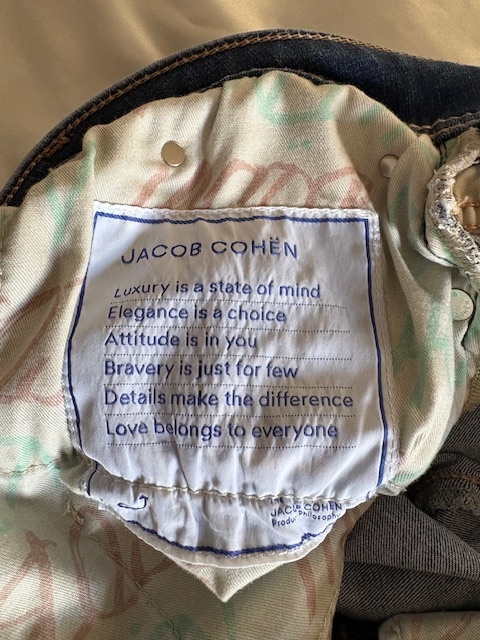 JACOB COHËN
Luxury is a state of mind
Elegance is a choice
Attitude is in you
Bravery is just for few
Details make the difference
Love belongs to everyone
The
JACOB COHËN